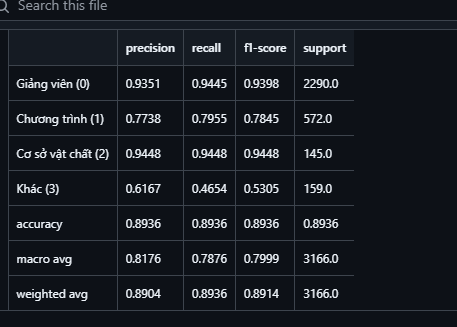 Search this file
precision recall f1-score support
Giảng viên (0) 0.9351 0.9445 0.9398 2290.0
Chương trình (1) 0.7738 0.7955 0.7845 572.0
Cơ sở vật chất (2) 0.9448 0.9448 0.9448 145.0
Khác (3) 0.6167 0.4654 0.5305 159.0
accuracy 0.8936 0.8936 0.8936 0.8936
macro avg 0.8176 0.7876 0.7999 3166.0
weighted avg 0.8904 0.8936 0.8914 3166.0